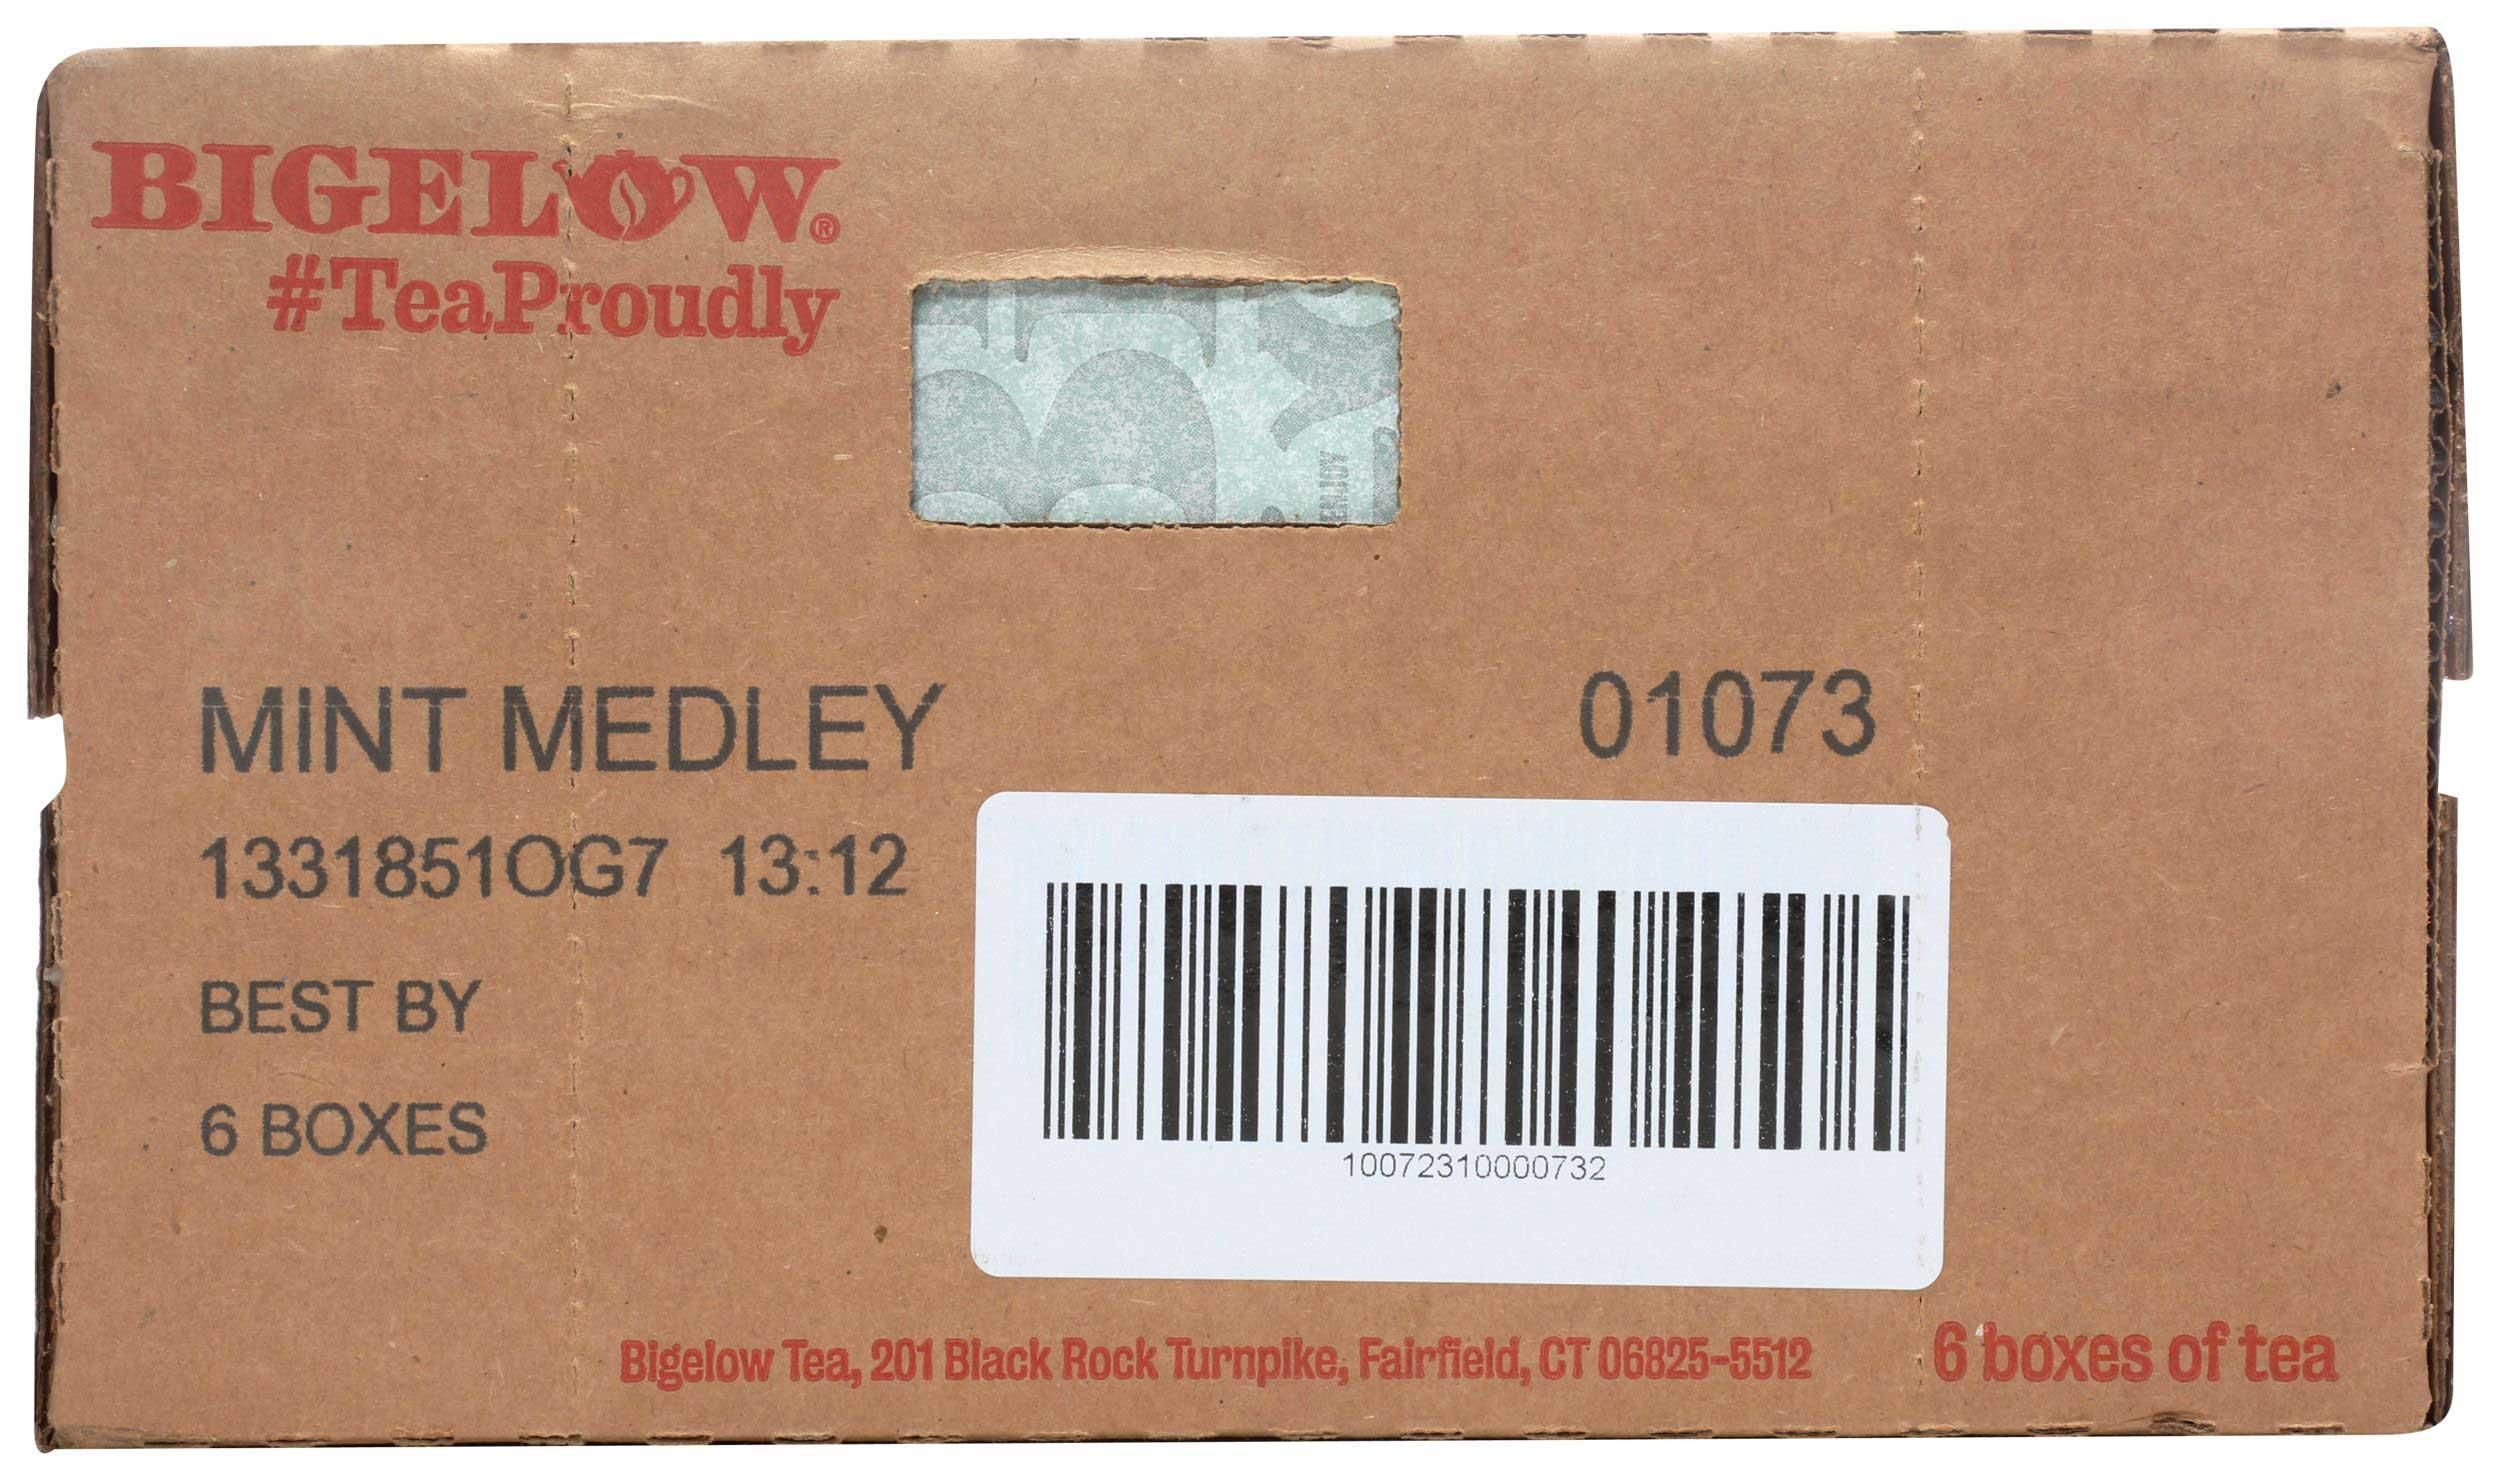 BIGELOW®
#TeaProudly
ENJOY
MINT MEDLEY 01073
1331851OG7 13:12
BEST BY
6 BOXES
10072310000732
Bigelow Tea, 201 Black Rock Turnpike, Fairfield, CT 06825-5512
6 boxes of tea